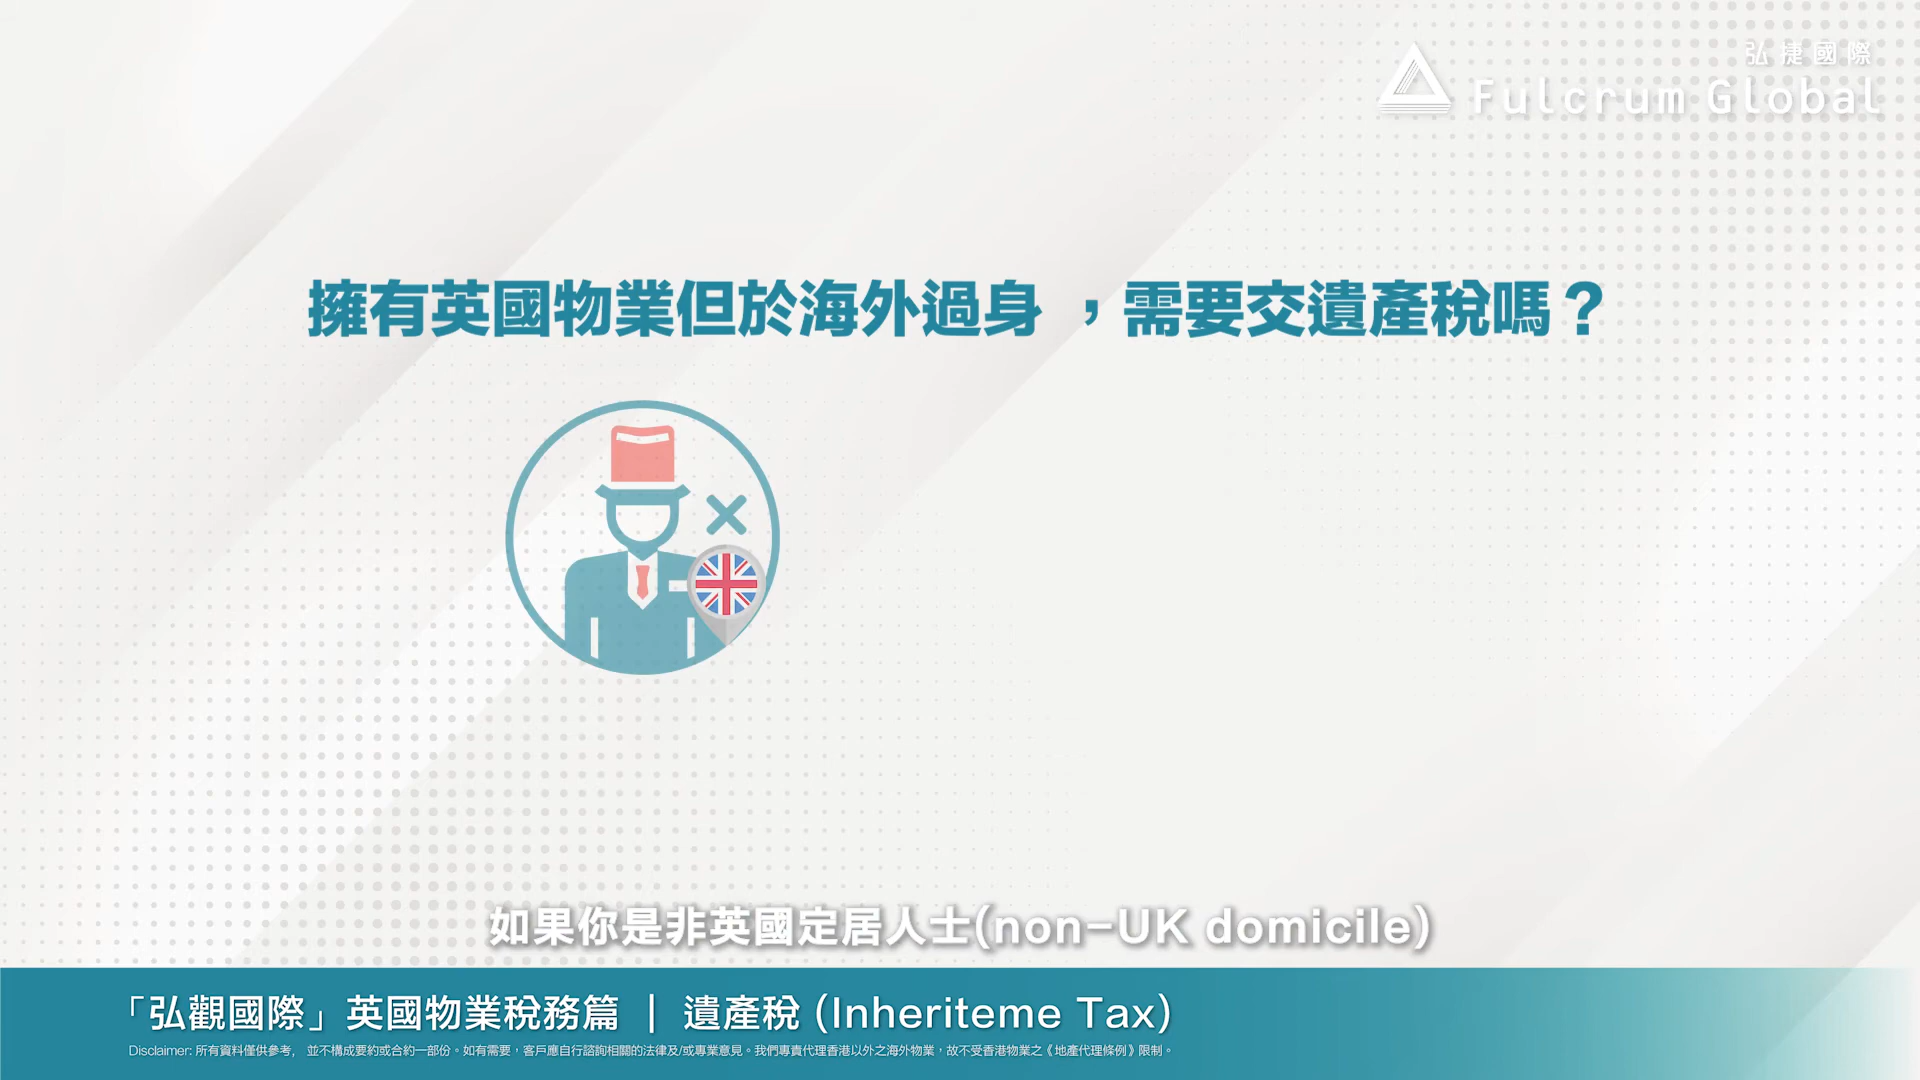 弘捷國際
Fulcrum Global
擁有英國物業但於海外過身 ，需要交遺產稅嗎？
如果你是非英國定居人士(non-UK domicile)
「弘觀國際」英國物業稅務篇 ｜ 遺產稅 (Inheriteme Tax)
Disclaimer: 所有資料僅供參考， 並不構成要約或合約一部份。如有需要，客戶應自行諮詢相關的法律及/或專業意見。我們專責代理香港以外之海外物業，故不受香港物業之《地產代理條例》限制。